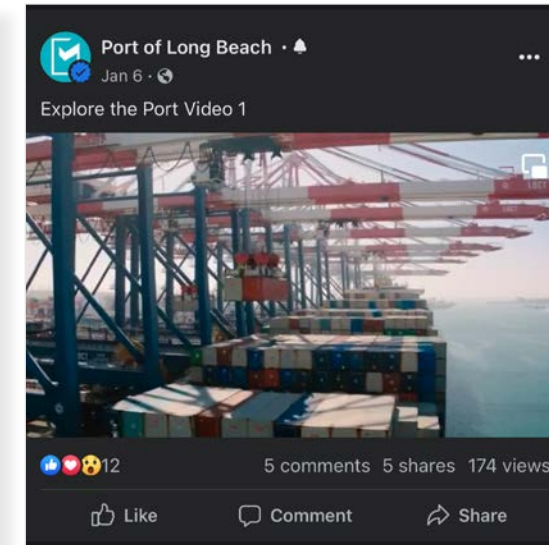 Port of Long Beach ·
Jan 6 ·
Explore the Port Video 1
12
5 comments 5 shares 174 views
Like Comment Share